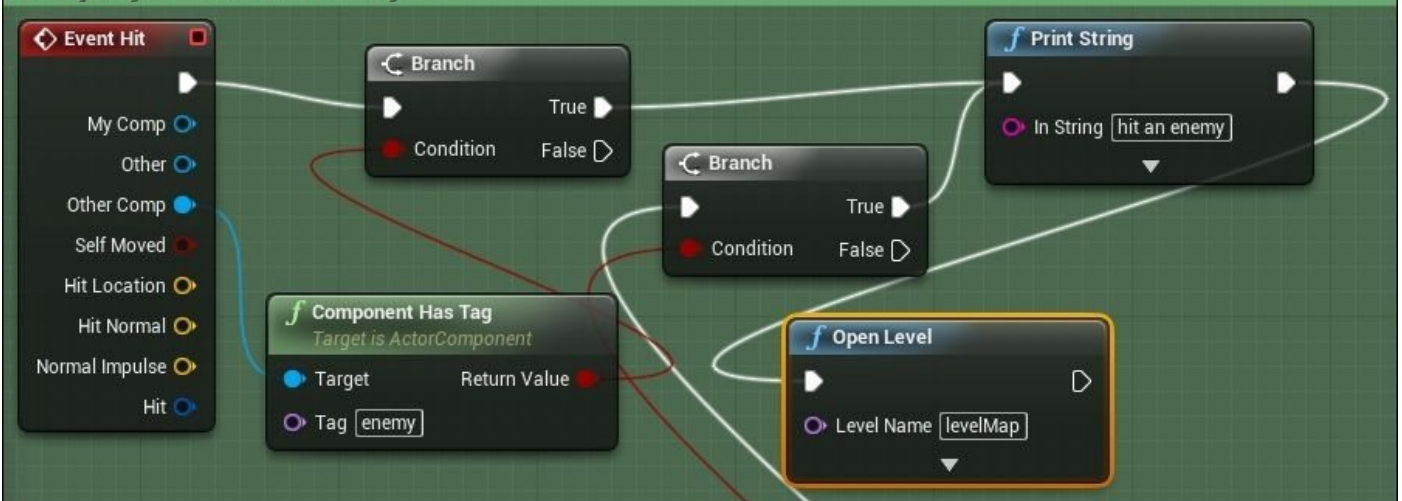 Event Hit
My Comp
Other
Other Comp
Self Moved
Hit Location
Hit Normal
Normal Impulse
Hit
Branch
True
Condition
False
Component Has Tag
Target is ActorComponent
Target
Return Value
Tag enemy
Branch
True
Condition
False
Print String
In String hit an enemy
Open Level
Level Name levelMap